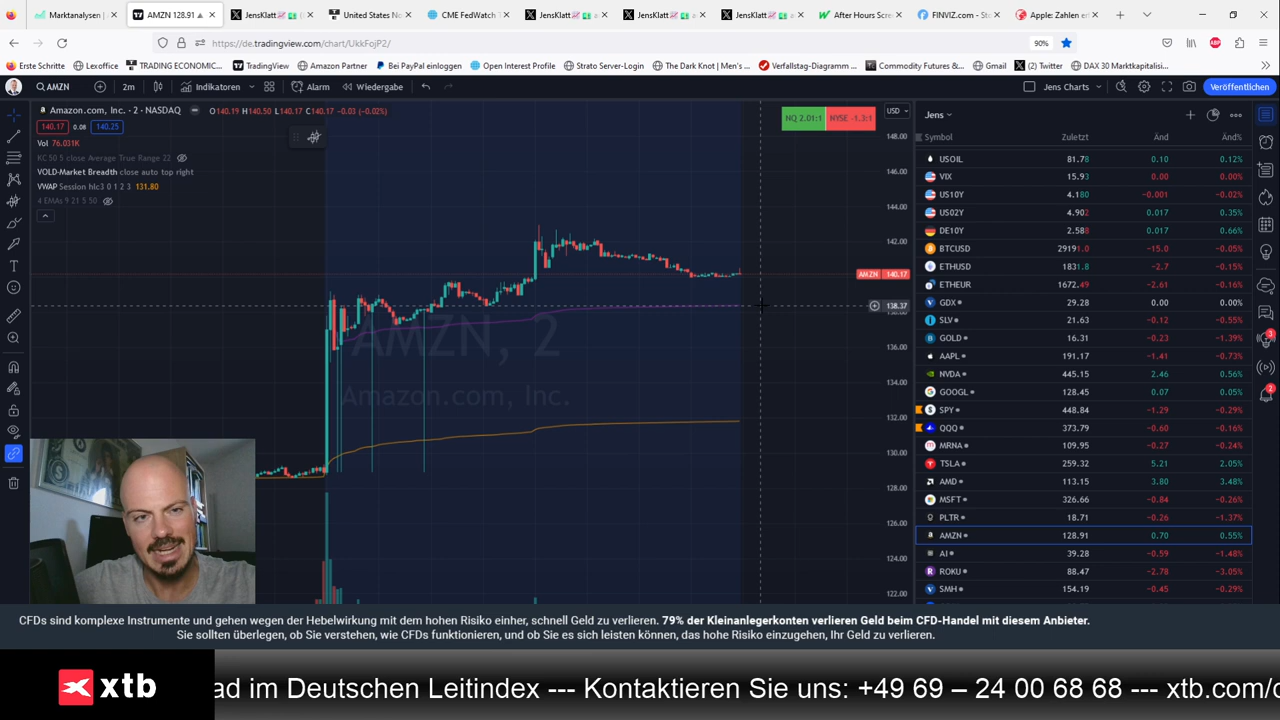 Marktanalysen |
AMZN 128.91
JensKlatt
United States No
CME FedWatch T
JensKlatt
JensKlatt
JensKlatt
After Hours Scre
FINVIZ.com - Sto
Apple: Zahlen er
https://de.tradingview.com/chart/UkkFojP2/
90%
Erste Schritte
Lexoffice
TRADING ECONOMIC...
TradingView
Amazon Partner
Bei PayPal einloggen
Open Interest Profile
Strato Server-Login
The Dark Knot | Men's ...
Verfallstag-Diagramm ...
Commodity Futures &...
Gmail
(2) Twitter
DAX 30 Marktkapitalisi...
AMZN
2m
Indikatoren
Alarm
Wiedergabe
Jens Charts
Veröffentlichen
Amazon.com, Inc. · 2 · NASDAQ
O140.19 H140.50 L140.17 C140.17 -0.03 (-0.02%)
140.17 0.08 140.25
Vol 76.031K
KC 50 5 close Average True Range 22
VOLD-Market Breadth close auto top right
VWAP Session hlc3 0 1 2 3 131.80
4 EMAs 9 21 5 50
NQ 2.01:1 NYSE -1.3:1
USD
148.00
146.00
144.00
142.00
AMZN 140.17
138.37
136.00
134.00
132.00
130.00
128.00
126.00
124.00
122.00
AMZN, 2
Amazon.com, Inc.
Jens
Symbol Zuletzt Änd Änd%
USOIL 81.78 0.10 0.12%
VIX 15.93 0.00 0.00%
US10Y 4.180 -0.001 -0.02%
US02Y 4.902 0.017 0.35%
DE10Y 2.588 0.017 0.66%
BTCUSD 29191.0 -15.0 -0.05%
ETHUSD 1831.8 -2.7 -0.15%
ETHEUR 1672.49 -2.61 -0.16%
GDX 29.28 0.00 0.00%
SLV 21.63 -0.12 -0.55%
GOLD 16.31 -0.23 -1.39%
AAPL 191.17 -1.41 -0.73%
NVDA 445.15 2.46 0.56%
GOOGL 128.45 0.07 0.05%
SPY 448.84 -1.29 -0.29%
QQQ 373.79 -0.60 -0.16%
MRNA 109.95 -0.27 -0.24%
TSLA 259.32 5.21 2.05%
AMD 113.15 3.80 3.48%
MSFT 326.66 -0.84 -0.26%
PLTR 18.71 -0.26 -1.37%
AMZN 128.91 0.70 0.55%
AI 39.28 -0.59 -1.48%
ROKU 88.47 -2.78 -3.05%
SMH 154.19 -0.45 -0.29%
3
2
CFDs sind komplexe Instrumente und gehen wegen der Hebelwirkung mit dem hohen Risiko einher, schnell Geld zu verlieren. 79% der Kleinanlegerkonten verlieren Geld beim CFD-Handel mit diesem Anbieter.
Sie sollten überlegen, ob Sie verstehen, wie CFDs funktionieren, und ob Sie es sich leisten können, das hohe Risiko einzugehen, Ihr Geld zu verlieren.
xtb
ad im Deutschen Leitindex --- Kontaktieren Sie uns: +49 69 – 24 00 68 68 --- xtb.com/d